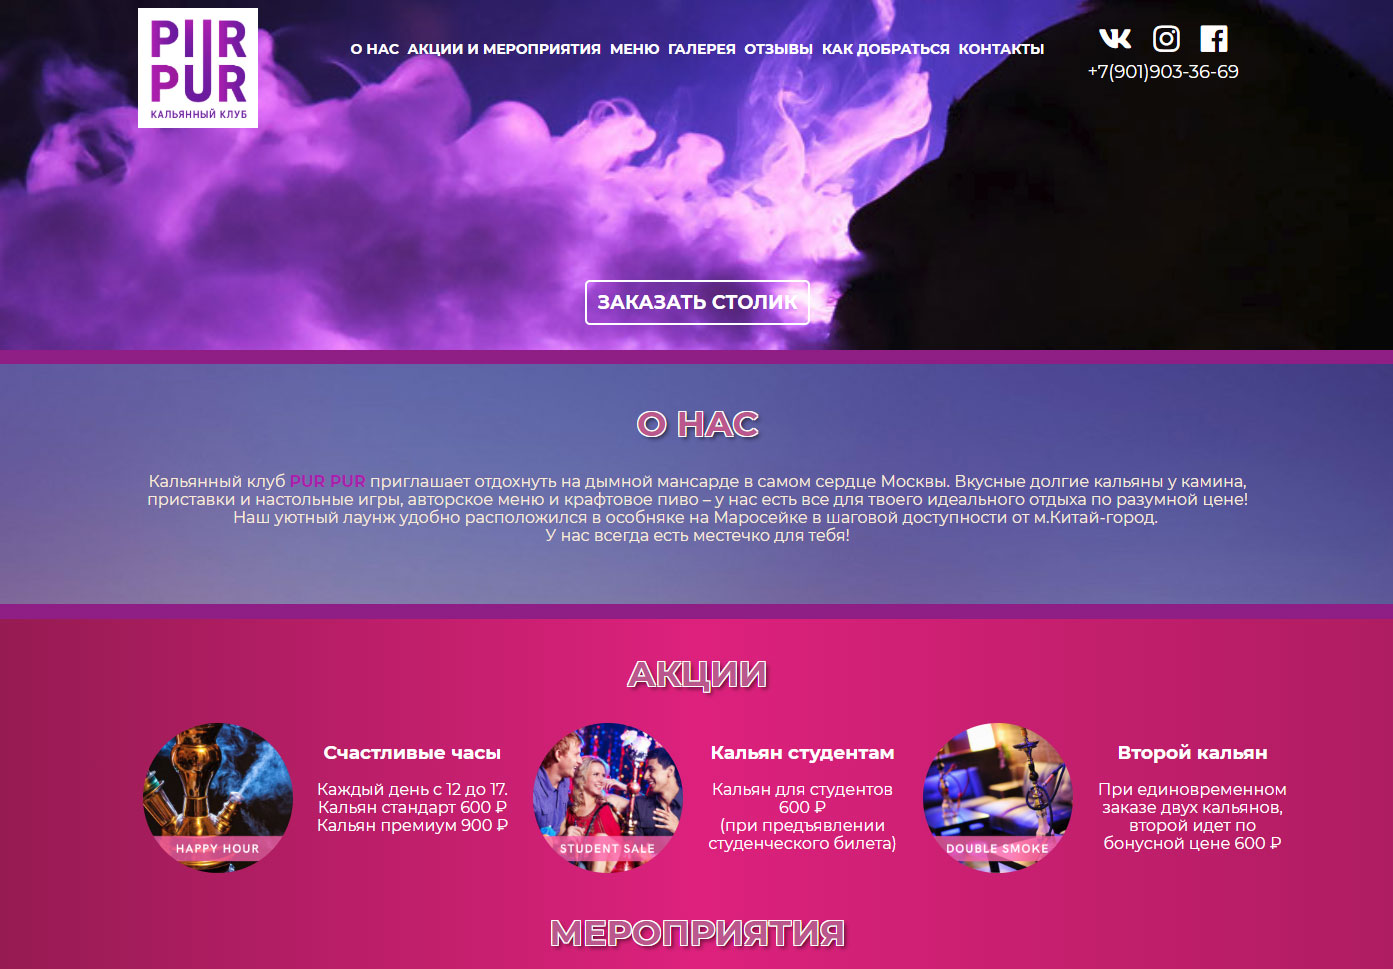 PUR
PUR
КАЛЬЯННЫЙ КЛУБ
О НАС АКЦИИ И МЕРОПРИЯТИЯ МЕНЮ ГАЛЕРЕЯ ОТЗЫВЫ КАК ДОБРАТЬСЯ КОНТАКТЫ
+7(901)903-36-69
ЗАКАЗАТЬ СТОЛИК
О НАС
Кальянный клуб PUR PUR приглашает отдохнуть на дымной мансарде в самом сердце Москвы. Вкусные долгие кальяны у камина,
приставки и настольные игры, авторское меню и крафтовое пиво – у нас есть все для твоего идеального отдыха по разумной цене!
Наш уютный лаунж удобно расположился в особняке на Маросейке в шаговой доступности от м.Китай-город.
У нас всегда есть местечко для тебя!
АКЦИИ
HAPPY HOUR
Счастливые часы
Каждый день с 12 до 17.
Кальян стандарт 600 ₽
Кальян премиум 900 ₽
STUDENT SALE
Кальян студентам
Кальян для студентов
600 ₽
(при предъявлении
студенческого билета)
DOUBLE SMOKE
Второй кальян
При единовременном
заказе двух кальянов,
второй идет по
бонусной цене 600 ₽
МЕРОПРИЯТИЯ